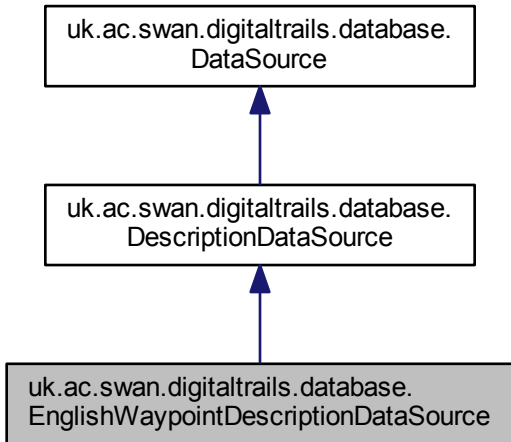 uk.ac.swan.digitaltrails.database.
DataSource
uk.ac.swan.digitaltrails.database.
DescriptionDataSource
uk.ac.swan.digitaltrails.database.
EnglishWaypointDescriptionDataSource